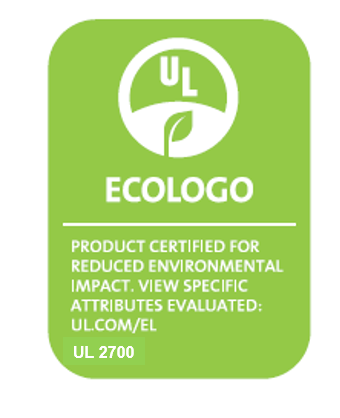 UL
ECOLOGO
PRODUCT CERTIFIED FOR
REDUCED ENVIRONMENTAL
IMPACT. VIEW SPECIFIC
ATTRIBUTES EVALUATED:
UL.COM/EL
UL 2700